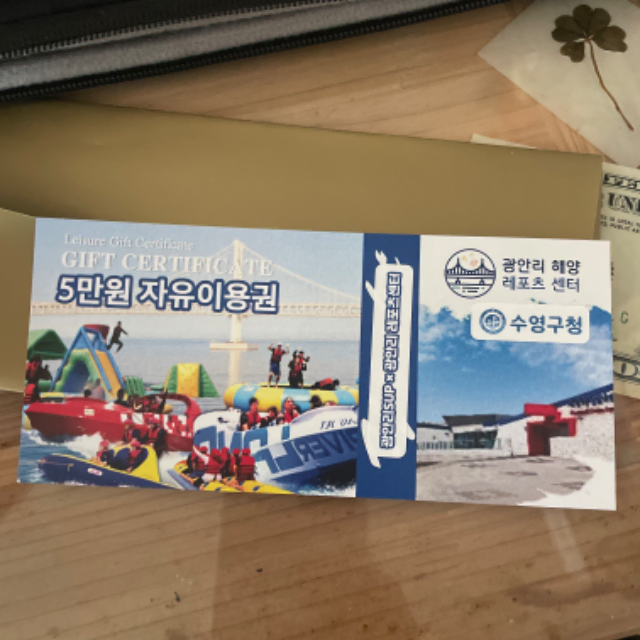 Leisure Gift Certificate
GIFT CERTIFICATE
5만원 자유이용권
광안리 해양
레포츠 센터
수영구청
UNI